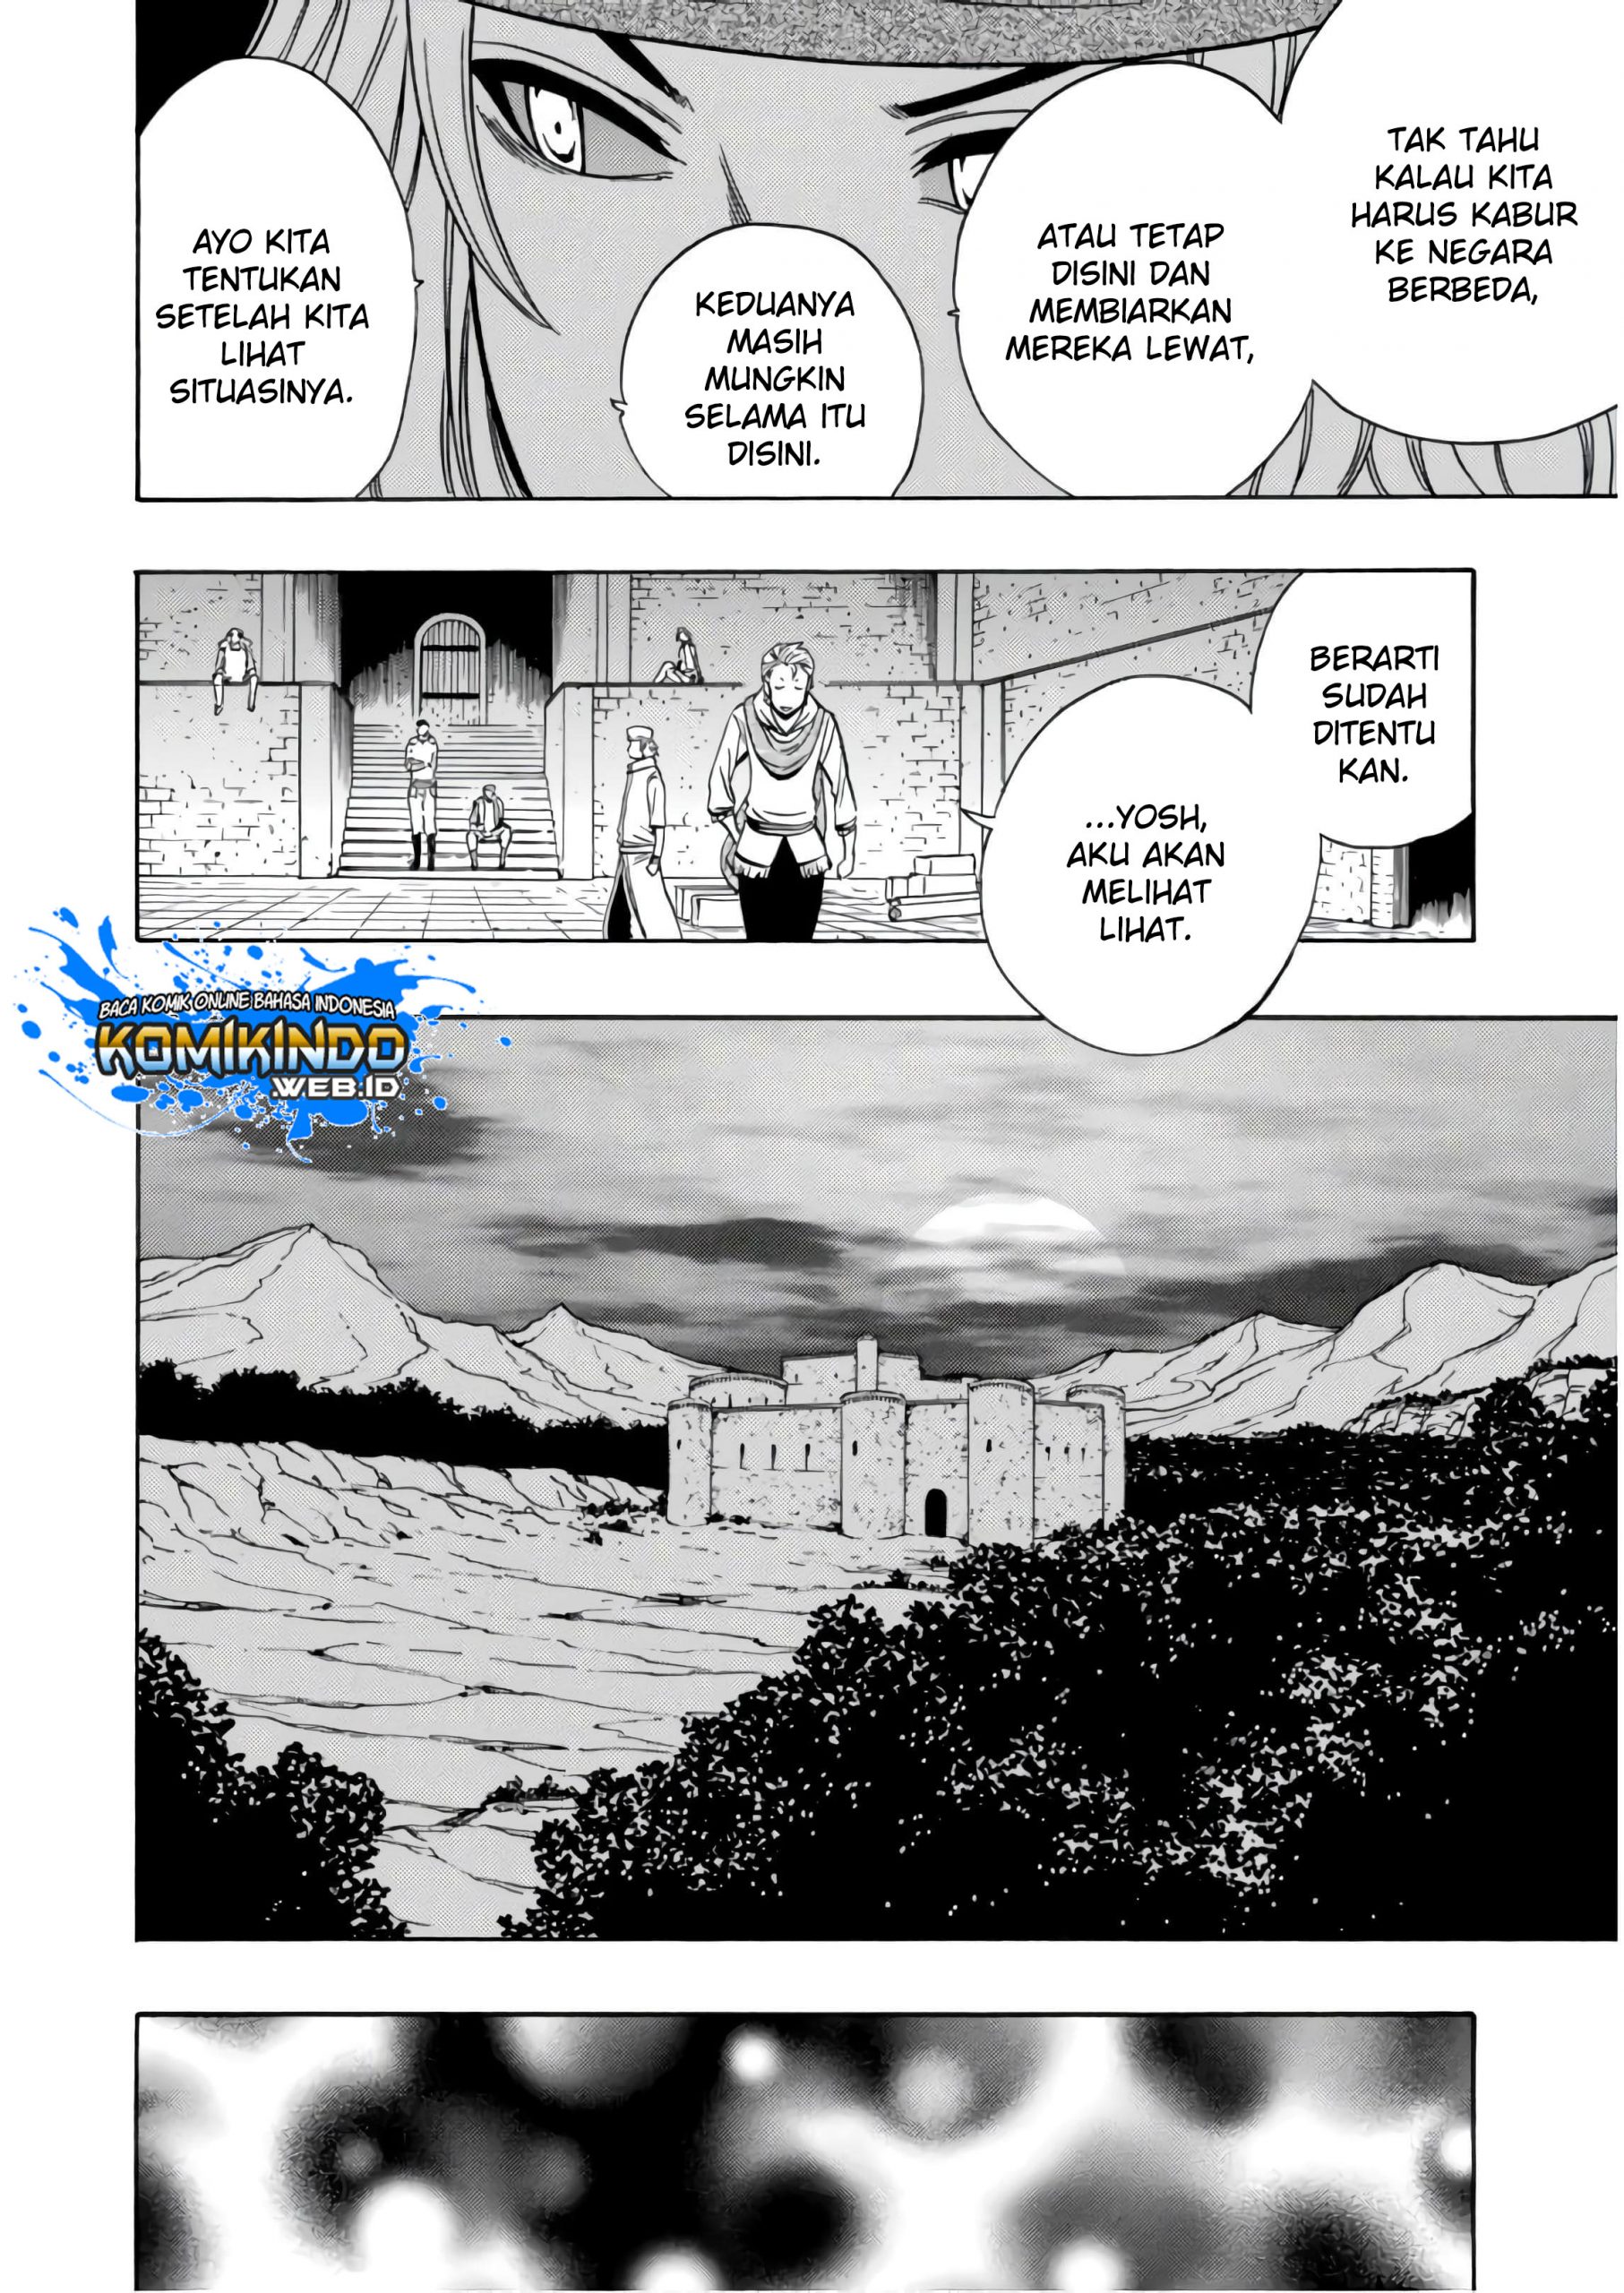 TAK TAHU
KALAU KITA
HARUS KABUR
KE NEGARA
BERBEDA,
ATAU TETAP
DISINI DAN
MEMBIARKAN
MEREKA LEWAT,
KEDUANYA
MASIH
MUNGKIN
SELAMA ITU
DISINI.
AYO KITA
TENTUKAN
SETELAH KITA
LIHAT
SITUASINYA.
BERARTI
SUDAH
DITENTU
KAN.
...YOSH,
AKU AKAN
MELIHAT
LIHAT.
BACA KOMIK ONLINE BAHASA INDONESIA
KOMIKINDO
.WEB.ID